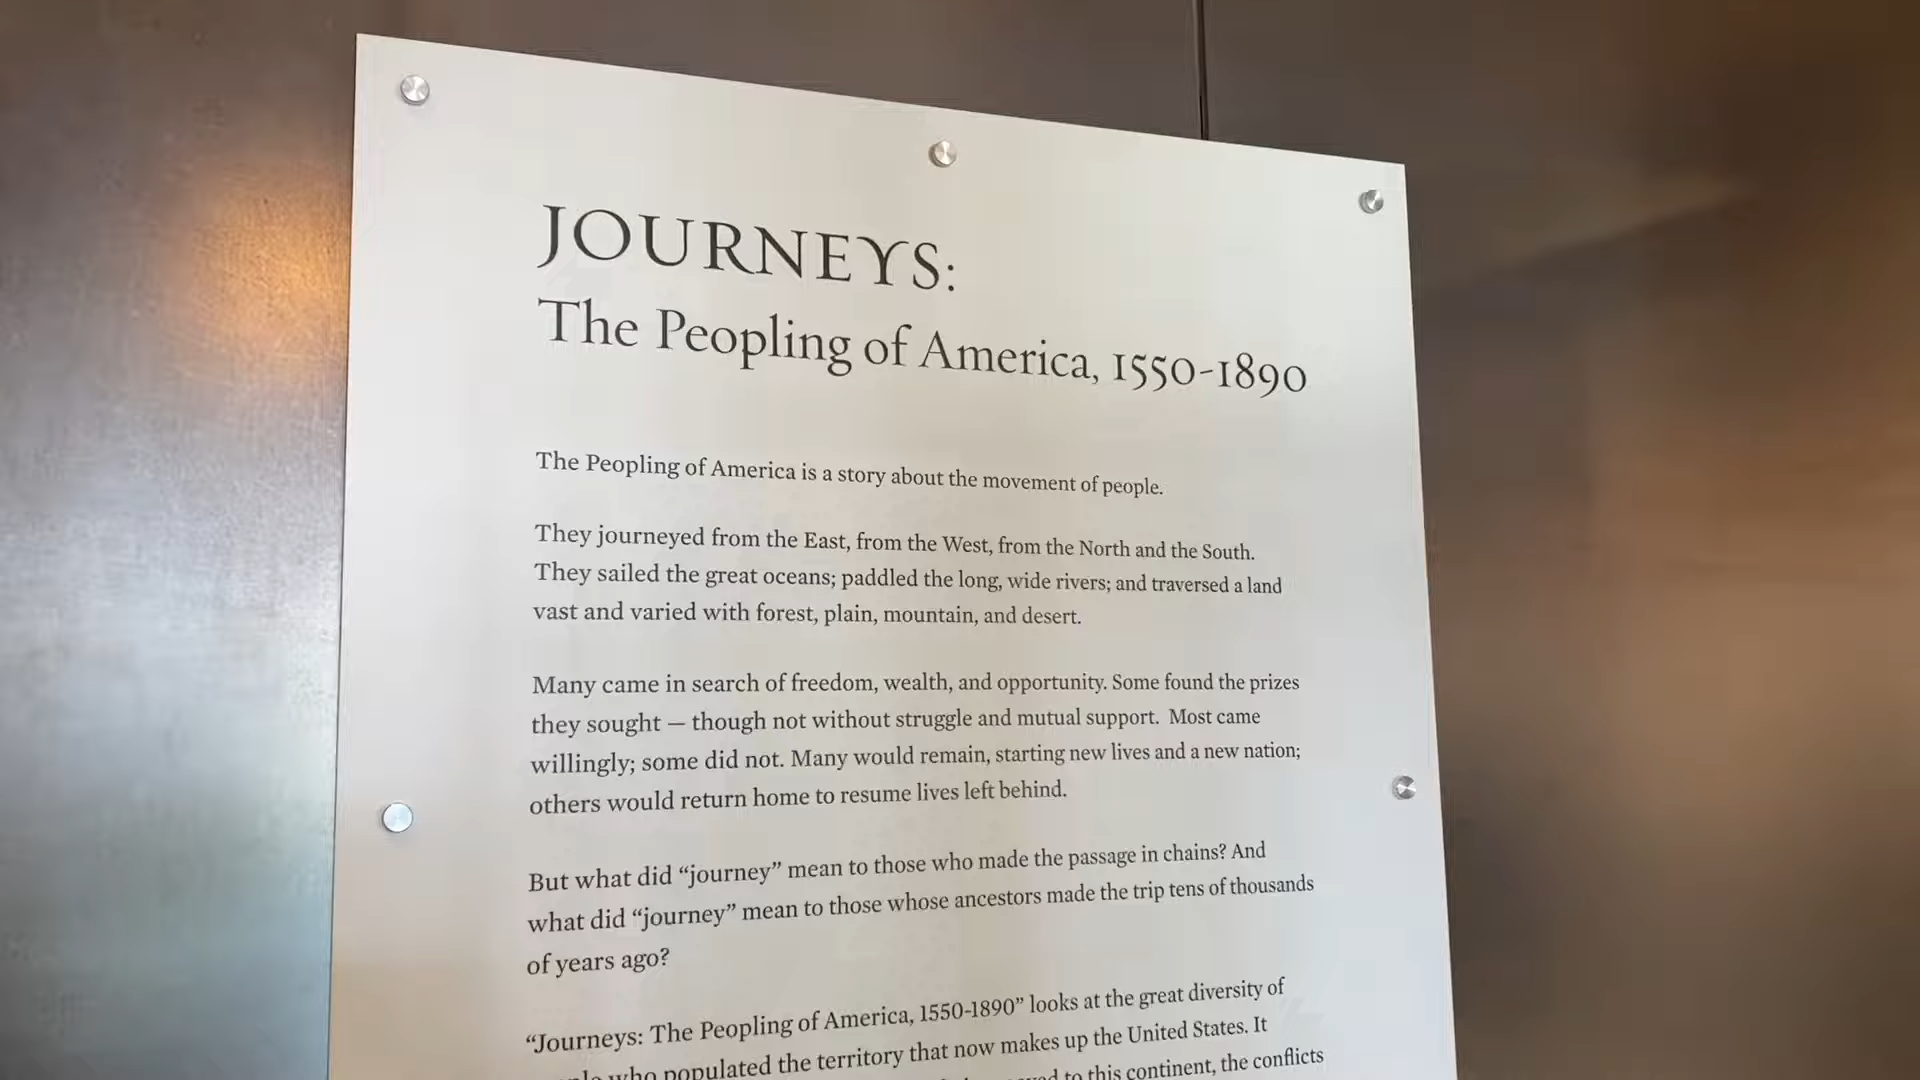 JOURNEYS:
The Peopling of America, 1550-1890
The Peopling of America is a story about the movement of people.
They journeyed from the East, from the West, from the North and the South.
They sailed the great oceans; paddled the long, wide rivers; and traversed a land
vast and varied with forest, plain, mountain, and desert.
Many came in search of freedom, wealth, and opportunity. Some found the prizes
they sought — though not without struggle and mutual support. Most came
willingly; some did not. Many would remain, starting new lives and a new nation;
others would return home to resume lives left behind.
But what did “journey” mean to those who made the passage in chains? And
what did “journey” mean to those whose ancestors made the trip tens of thousands
of years ago?
“Journeys: The Peopling of America, 1550-1890” looks at the great diversity of
who populated the territory that now makes up the United States. It
to this continent, the conflicts